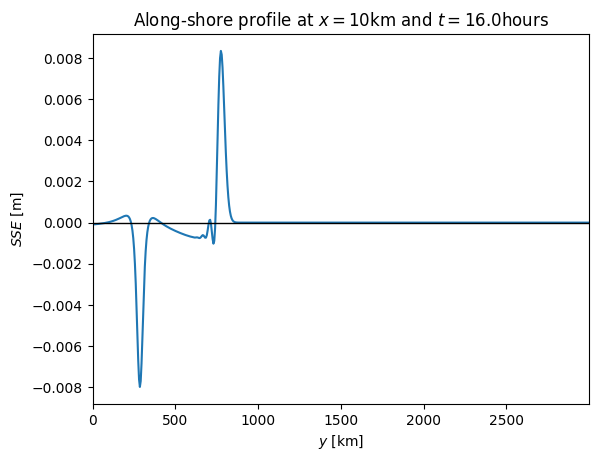 Along-shore profile at x = 10km and t = 16.0hours
0.008
0.006
0.004
0.002
0.000
−0.002
−0.004
−0.006
−0.008
SSE [m]
0 500 1000 1500 2000 2500
y [km]